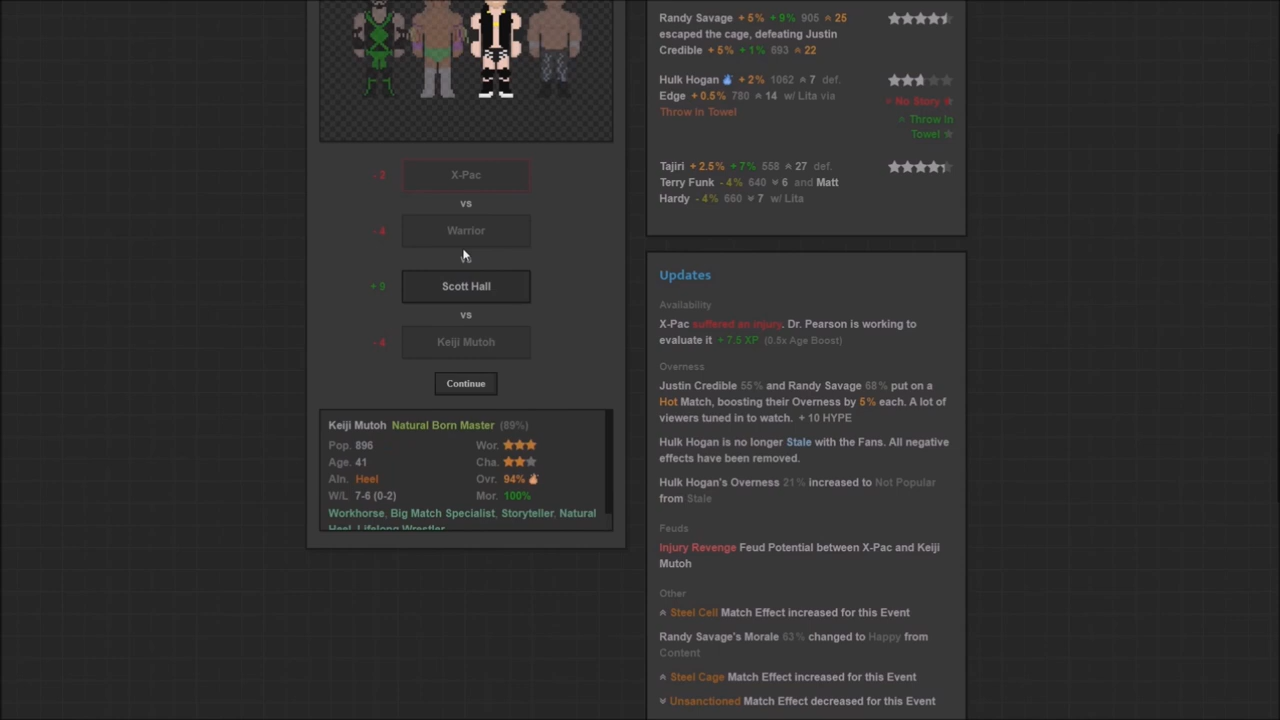 - 2 X-Pac
vs
- 4 Warrior
+ 9 Scott Hall
vs
- 4 Keiji Mutoh
Continue
Keiji Mutoh Natural Born Master (89%)
Pop. 896 Wor.
Age. 41 Cha.
Aln. Heel Ovr. 94%
W/L 7-6 (0-2) Mor. 100%
Workhorse, Big Match Specialist, Storyteller, Natural
Heel, Lifelong Wrestler
Randy Savage + 5% + 9% 905 25
escaped the cage, defeating Justin
Credible + 5% + 1% 693 22
Hulk Hogan + 2% 1062 7 def.
Edge + 0.5% 780 14 w/ Lita via
Throw In Towel
No Story
Throw In
Towel
Tajiri + 2.5% + 7% 558 27 def.
Terry Funk - 4% 640 6 and Matt
Hardy - 4% 660 7 w/ Lita
Updates
Availability
X-Pac suffered an injury. Dr. Pearson is working to
evaluate it + 7.5 XP (0.5x Age Boost)
Overness
Justin Credible 55% and Randy Savage 68% put on a
Hot Match, boosting their Overness by 5% each. A lot of
viewers tuned in to watch. + 10 HYPE
Hulk Hogan is no longer Stale with the Fans. All negative
effects have been removed.
Hulk Hogan's Overness 21% increased to Not Popular
from Stale
Feuds
Injury Revenge Feud Potential between X-Pac and Keiji
Mutoh
Other
Steel Cell Match Effect increased for this Event
Randy Savage's Morale 63% changed to Happy from
Content
Steel Cage Match Effect increased for this Event
Unsanctioned Match Effect decreased for this Event